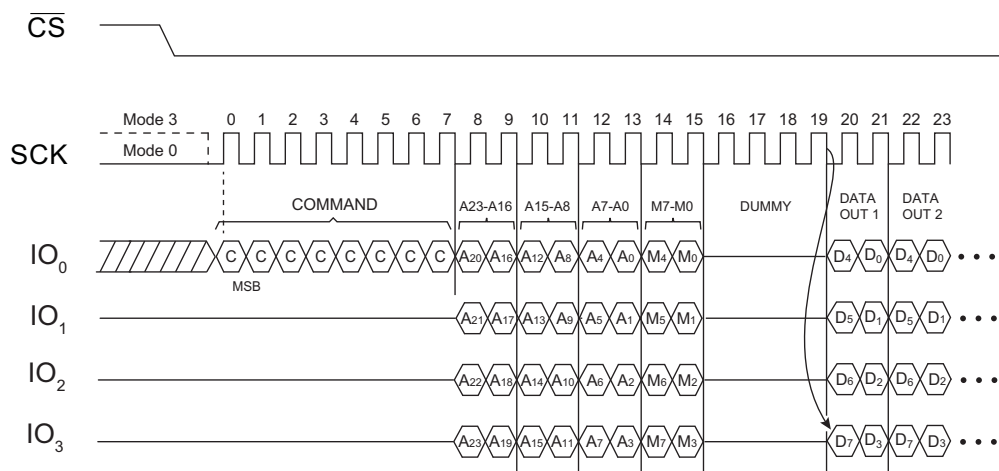 CS
Mode 3 0 1 2 3 4 5 6 7 8 9 10 11 12 13 14 15 16 17 18 19 20 21 22 23
SCK Mode 0
COMMAND A23-A16 A15-A8 A7-A0 M7-M0 DUMMY DATA OUT 1 DATA OUT 2
IO0 C C C C C C C C A20 A16 A12 A8 A4 A0 M4 M0 D4 D0 D4 D0 • • •
MSB
IO1 A21 A17 A13 A9 A5 A1 M5 M1 D5 D1 D5 D1 • • •
IO2 A22 A18 A14 A10 A6 A2 M6 M2 D6 D2 D6 D2 • • •
IO3 A23 A19 A15 A11 A7 A3 M7 M3 D7 D3 D7 D3 • • •